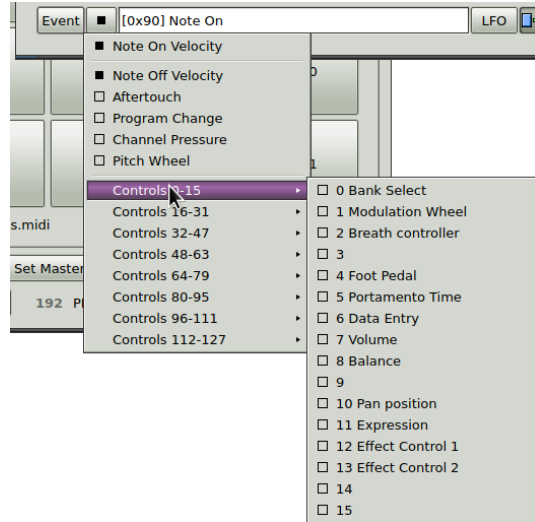 Event ■ [0x90] Note On LFO
■ Note On Velocity
■ Note Off Velocity
0
□ Aftertouch
□ Program Change
□ Channel Pressure
□ Pitch Wheel
1
Controls 0-15
□ 0 Bank Select
Controls 16-31
□ 1 Modulation Wheel
s.midi
Controls 32-47
□ 2 Breath controller
Controls 48-63
□ 3
Set Master
Controls 64-79
□ 4 Foot Pedal
Controls 80-95
□ 5 Portamento Time
192
Controls 96-111
□ 6 Data Entry
Controls 112-127
□ 7 Volume
□ 8 Balance
□ 9
□ 10 Pan position
□ 11 Expression
□ 12 Effect Control 1
□ 13 Effect Control 2
□ 14
□ 15